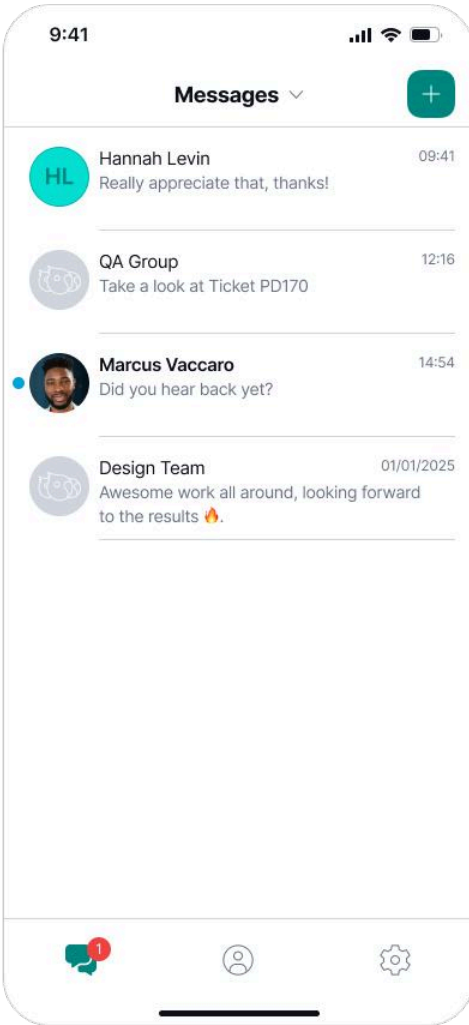 9:41
Messages
HL
Hannah Levin 09:41
Really appreciate that, thanks!
QA Group 12:16
Take a look at Ticket PD170
Marcus Vaccaro 14:54
Did you hear back yet?
Design Team 01/01/2025
Awesome work all around, looking forward
to the results 🔥.
1